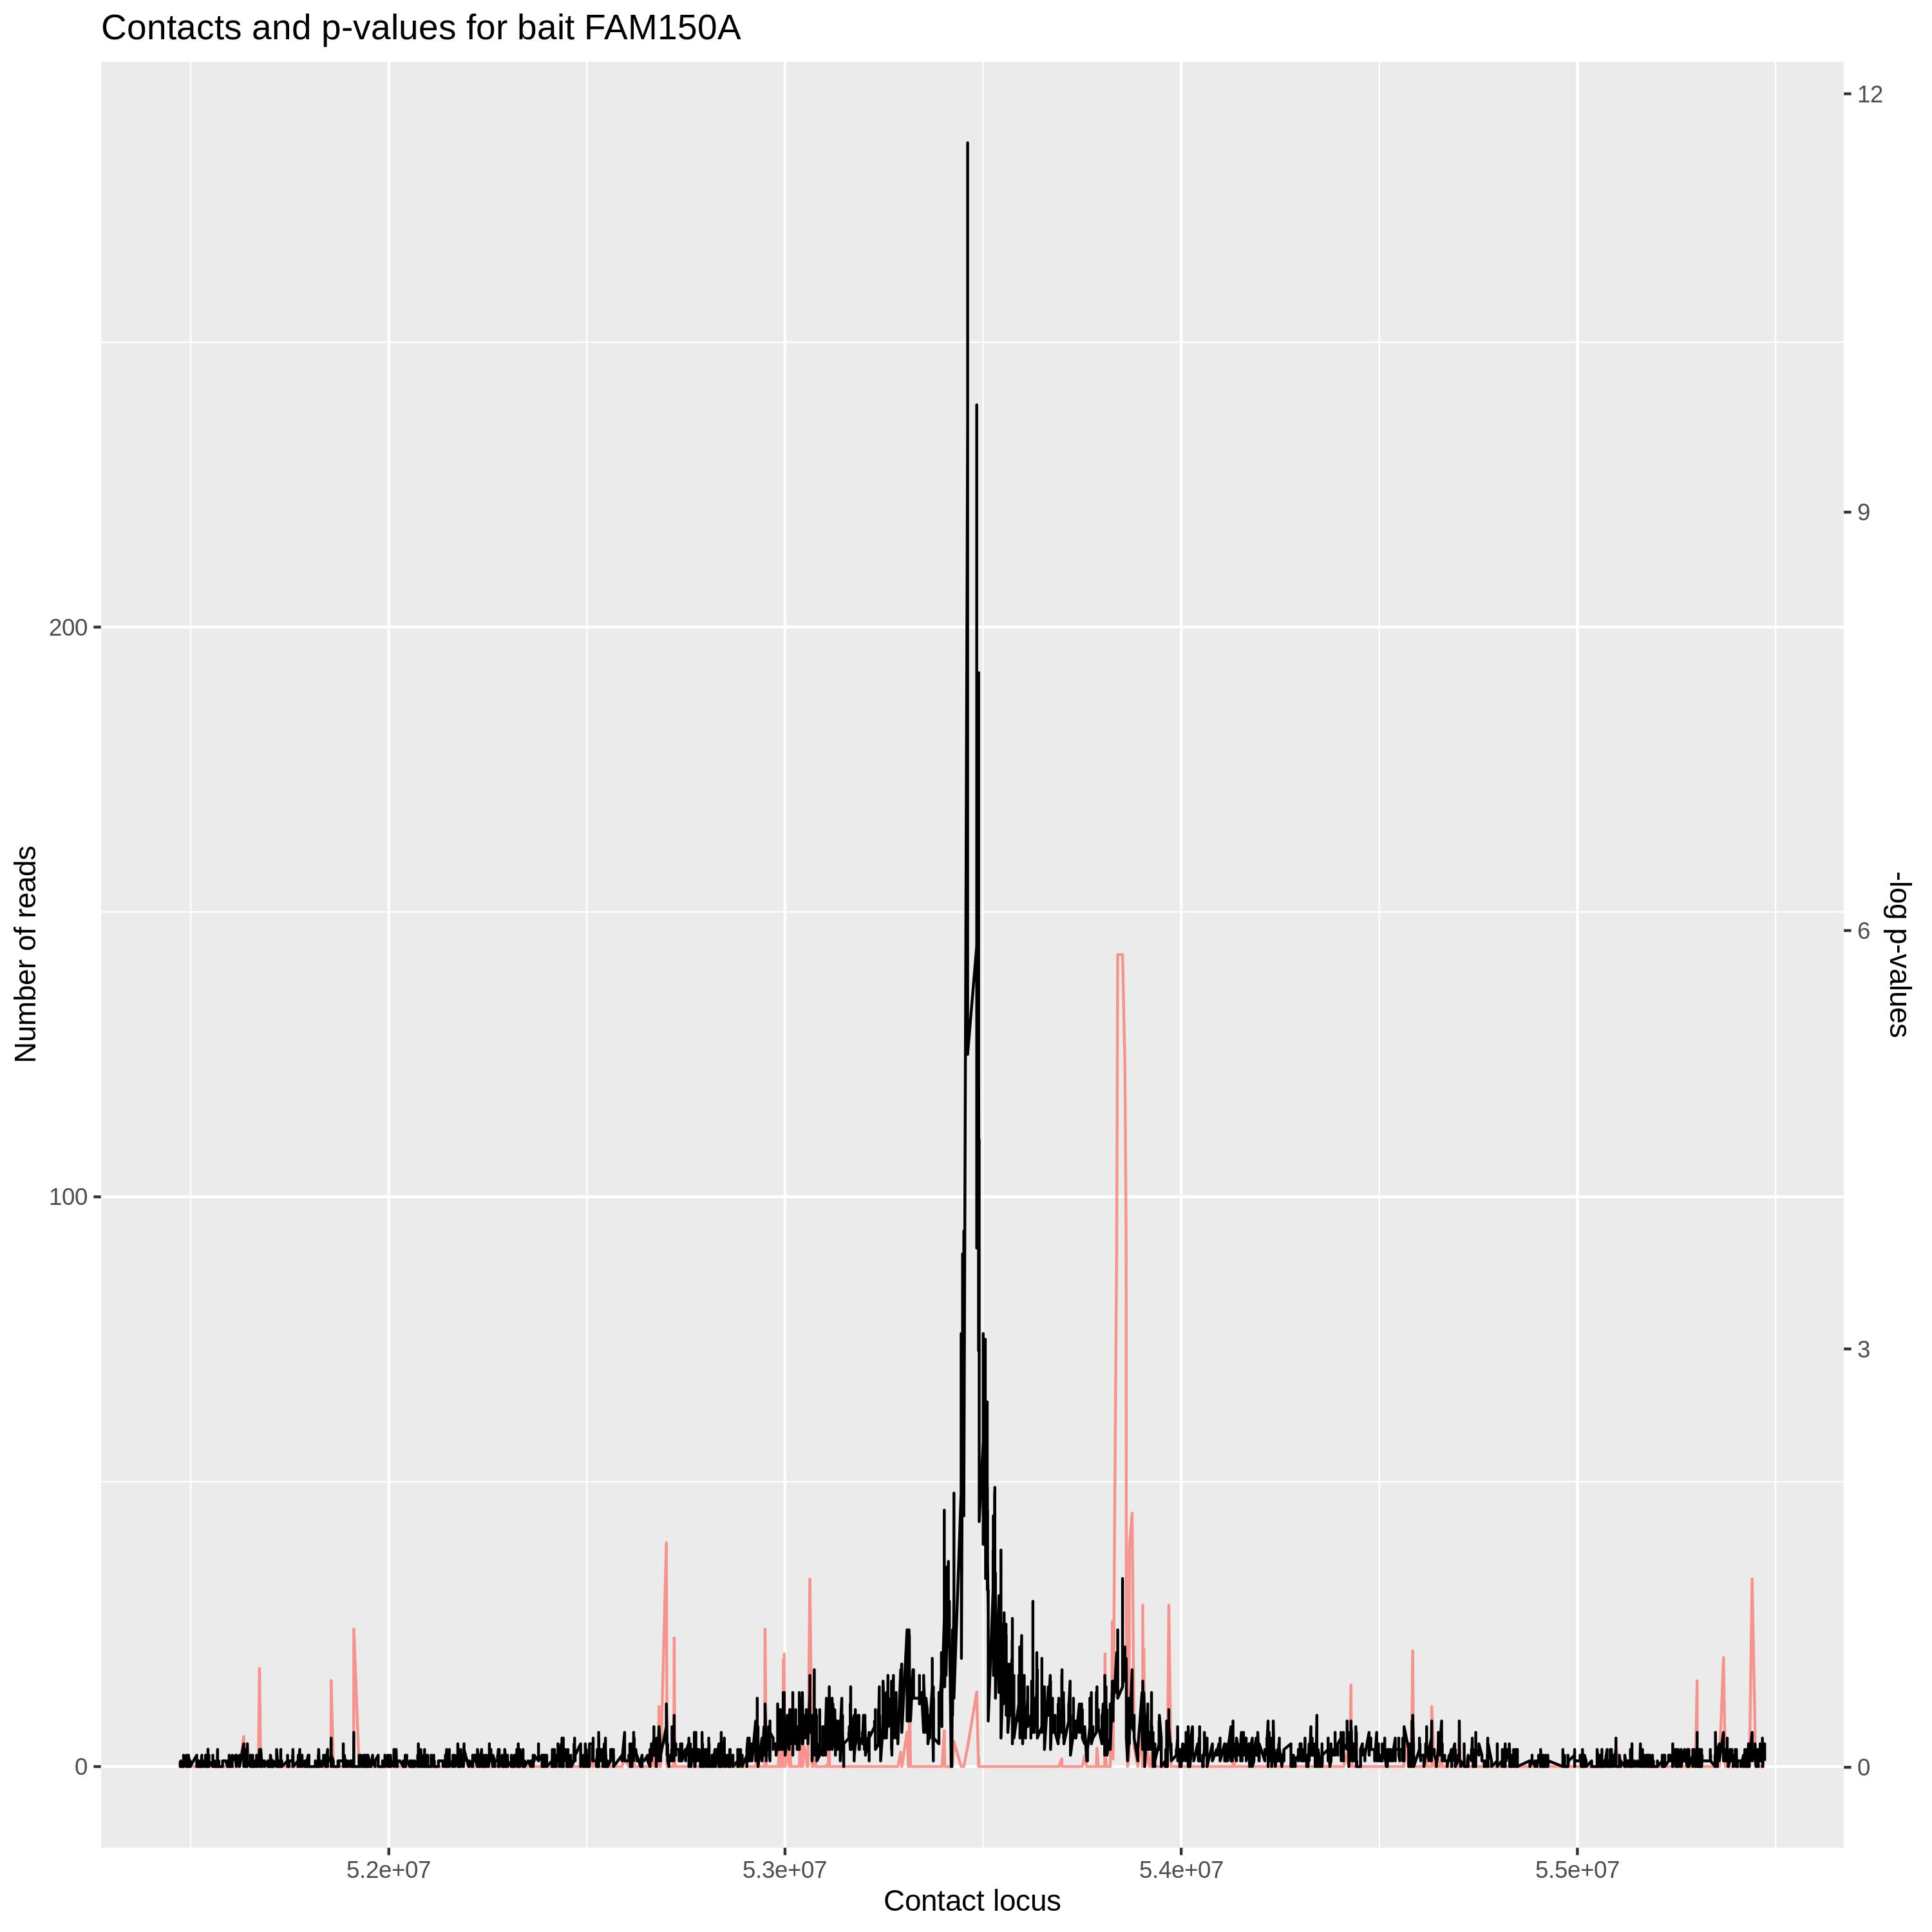 Contacts and p-values for bait FAM150A
12
9
200
Number of reads
-log p-values
6
100
3
0
0
5.2e+07
5.3e+07
5.4e+07
5.5e+07
Contact locus